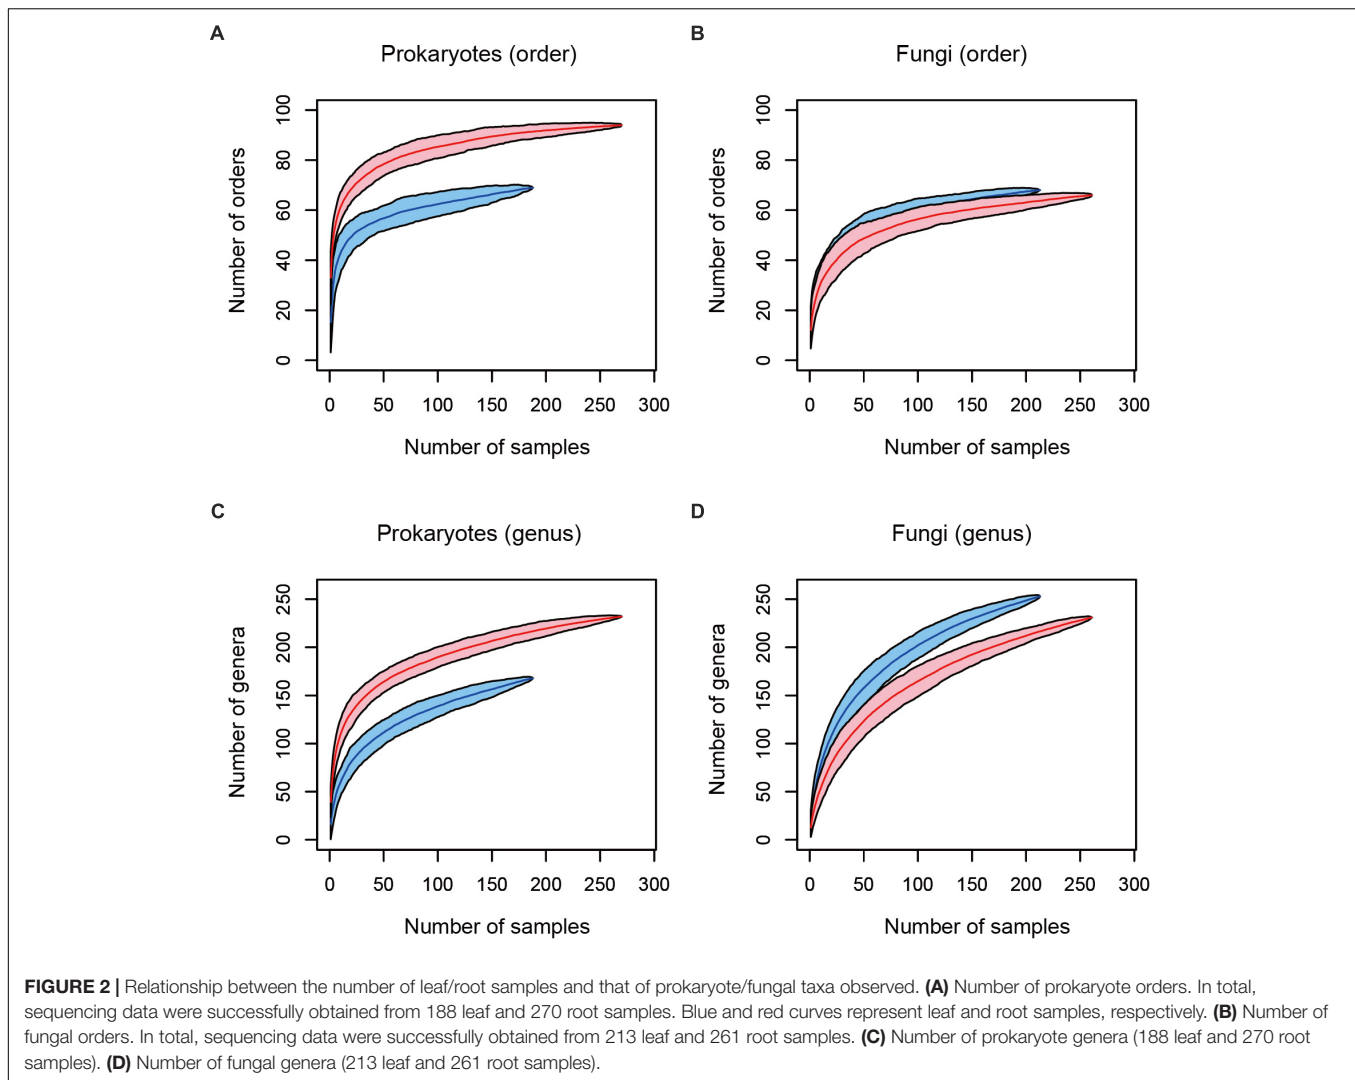 A
Prokaryotes (order)
Number of orders
0 20 40 60 80 100
0 50 100 150 200 250 300
Number of samples
B
Fungi (order)
Number of orders
0 20 40 60 80 100
0 50 100 150 200 250 300
Number of samples
C
Prokaryotes (genus)
Number of genera
0 50 100 150 200 250
0 50 100 150 200 250 300
Number of samples
D
Fungi (genus)
Number of genera
0 50 100 150 200 250
0 50 100 150 200 250 300
Number of samples
FIGURE 2 | Relationship between the number of leaf/root samples and that of prokaryote/fungal taxa observed. (A) Number of prokaryote orders. In total,
sequencing data were successfully obtained from 188 leaf and 270 root samples. Blue and red curves represent leaf and root samples, respectively. (B) Number of
fungal orders. In total, sequencing data were successfully obtained from 213 leaf and 261 root samples. (C) Number of prokaryote genera (188 leaf and 270 root
samples). (D) Number of fungal genera (213 leaf and 261 root samples).